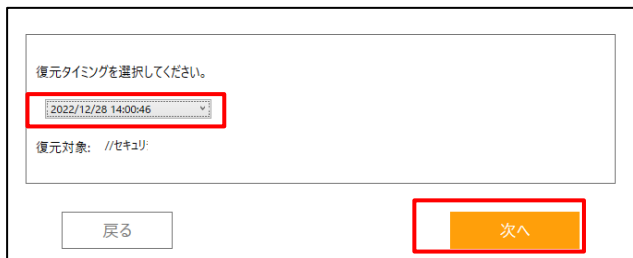 復元タイミングを選択してください。
2022/12/28 14:00:46
復元対象: //セキュリ
戻る
次へ